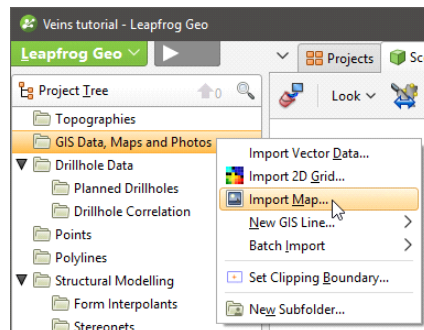 Veins tutorial - Leapfrog Geo
Leapfrog Geo
Projects
Sc
Project Tree
0
Look
Topographies
GIS Data, Maps and Photos
Drillhole Data
Planned Drillholes
Drillhole Correlation
Points
Polylines
Structural Modelling
Form Interpolants
Stereonets
Import Vector Data...
Import 2D Grid...
Import Map...
New GIS Line...
Batch Import
Set Clipping Boundary...
New Subfolder...